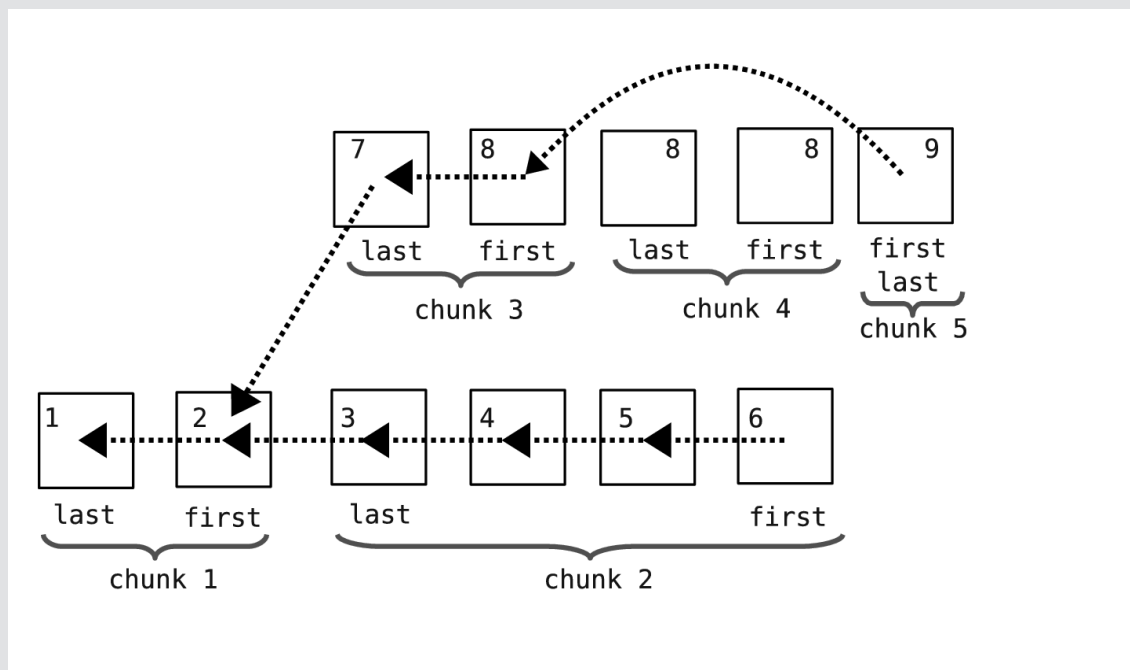 7 8 8 8 9
last first last first first
last
chunk 3 chunk 4 chunk 5
1 2 3 4 5 6
last first last first
chunk 1 chunk 2